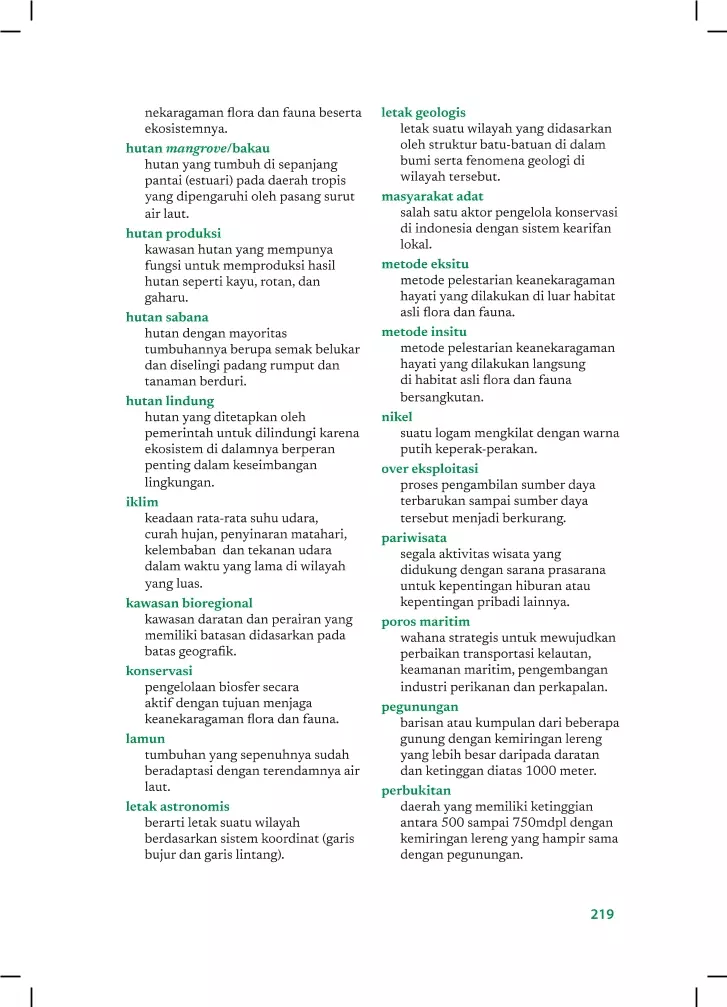 nekaragaman flora dan fauna beserta
ekosistemnya.
hutan mangrove/bakau
hutan yang tumbuh di sepanjang
pantai (estuari) pada daerah tropis
yang dipengaruhi oleh pasang surut
air laut.
hutan produksi
kawasan hutan yang mempunya
fungsi untuk memproduksi hasil
hutan seperti kayu, rotan, dan
gaharu.
hutan sabana
hutan dengan mayoritas
tumbuhannya berupa semak belukar
dan diselingi padang rumput dan
tanaman berduri.
hutan lindung
hutan yang ditetapkan oleh
pemerintah untuk dilindungi karena
ekosistem di dalamnya berperan
penting dalam keseimbangan
lingkungan.
iklim
keadaan rata-rata suhu udara,
curah hujan, penyinaran matahari,
kelembaban  dan tekanan udara
dalam waktu yang lama di wilayah
yang luas.
kawasan bioregional
kawasan daratan dan perairan yang
memiliki batasan didasarkan pada
batas geografik.
konservasi
pengelolaan biosfer secara
aktif dengan tujuan menjaga
keanekaragaman flora dan fauna.
lamun
tumbuhan yang sepenuhnya sudah
beradaptasi dengan terendamnya air
laut.
letak astronomis
berarti letak suatu wilayah
berdasarkan sistem koordinat (garis
bujur dan garis lintang).
letak geologis
letak suatu wilayah yang didasarkan
oleh struktur batu-batuan di dalam
bumi serta fenomena geologi di
wilayah tersebut.
masyarakat adat
salah satu aktor pengelola konservasi
di indonesia dengan sistem kearifan
lokal.
metode eksitu
metode pelestarian keanekaragaman
hayati yang dilakukan di luar habitat
asli flora dan fauna.
metode insitu
metode pelestarian keanekaragaman
hayati yang dilakukan langsung
di habitat asli flora dan fauna
bersangkutan.
nikel
suatu logam mengkilat dengan warna
putih keperak-perakan.
over eksploitasi
proses pengambilan sumber daya
terbarukan sampai sumber daya
tersebut menjadi berkurang.
pariwisata
segala aktivitas wisata yang
didukung dengan sarana prasarana
untuk kepentingan hiburan atau
kepentingan pribadi lainnya.
poros maritim
wahana strategis untuk mewujudkan
perbaikan transportasi kelautan,
keamanan maritim, pengembangan
industri perikanan dan perkapalan.
pegunungan
barisan atau kumpulan dari beberapa
gunung dengan kemiringan lereng
yang lebih besar daripada daratan
dan ketinggan diatas 1000 meter.
perbukitan
daerah yang memiliki ketinggian
antara 500 sampai 750mdpl dengan
kemiringan lereng yang hampir sama
dengan pegunungan.
219